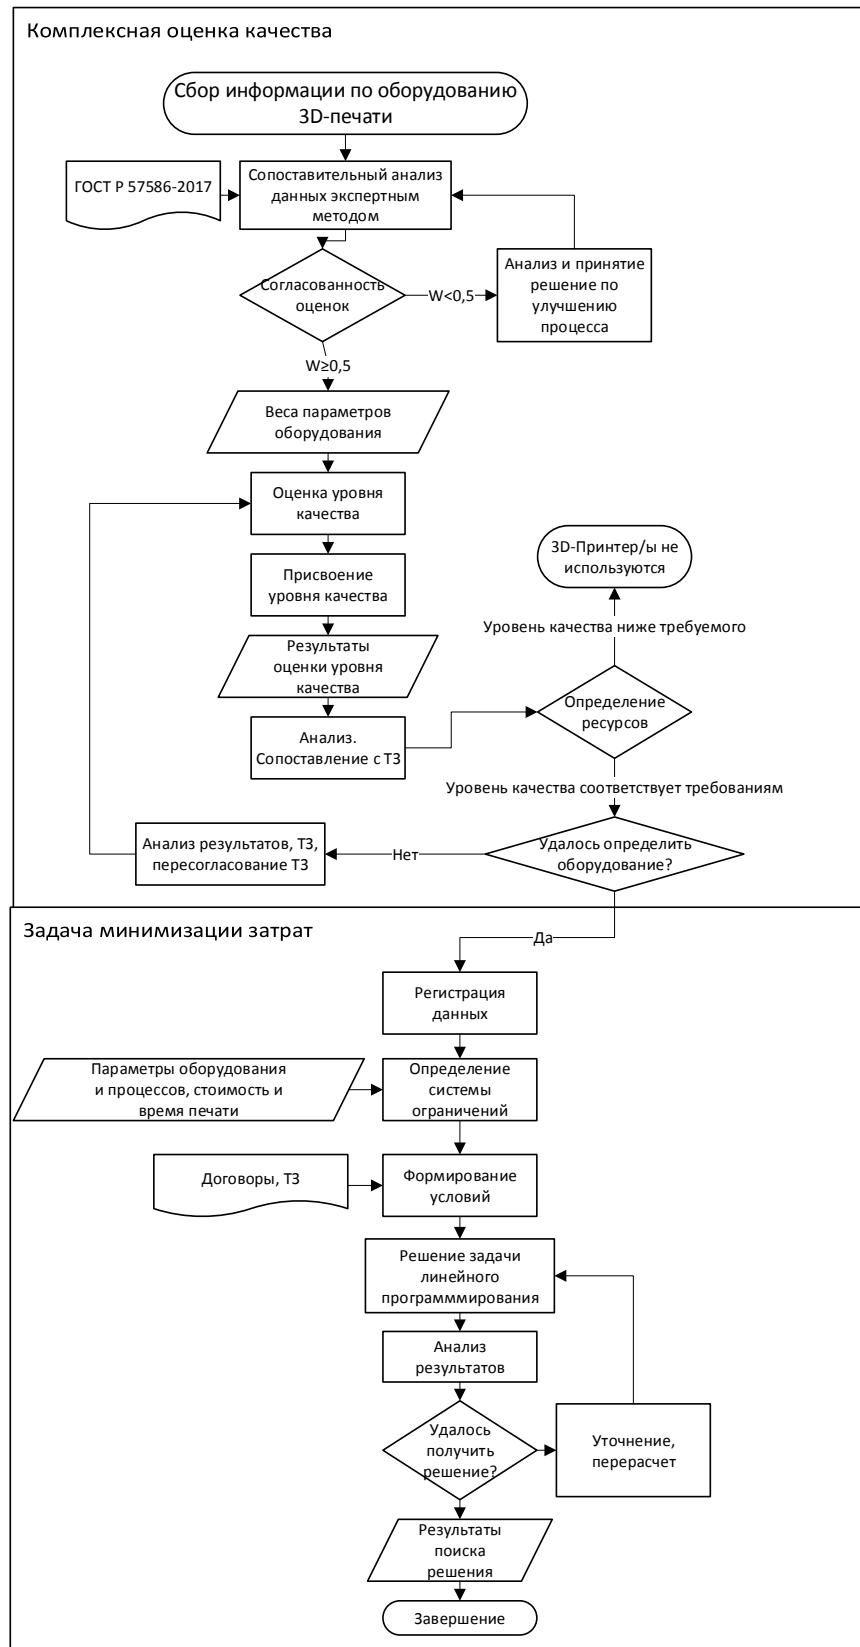 Комплексная оценка качества
Сбор информации по оборудованию
3D-печати
ГОСТ Р 57586-2017
Сопоставительный анализ
данных экспертным
методом
Согласованность
оценок
W<0,5
Анализ и принятие
решение по
улучшению
процесса
W≥0,5
Веса параметров
оборудования
Оценка уровня
качества
Присвоение
уровня качества
3D-Принтер/ы не
используются
Уровень качества ниже требуемого
Результаты
оценки уровня
качества
Анализ.
Сопоставление с ТЗ
Определение
ресурсов
Уровень качества соответствует требованиям
Удалось определить
оборудование?
Нет
Анализ результатов, ТЗ,
пересогласование ТЗ
Задача минимизации затрат
Да
Регистрация
данных
Параметры оборудования
и процессов, стоимость и
время печати
Определение
системы
ограничений
Договоры, ТЗ
Формирование
условий
Решение задачи
линейного
программмирования
Анализ
результатов
Удалось
получить
решение?
Уточнение,
перерасчет
Результаты
поиска
решения
Завершение